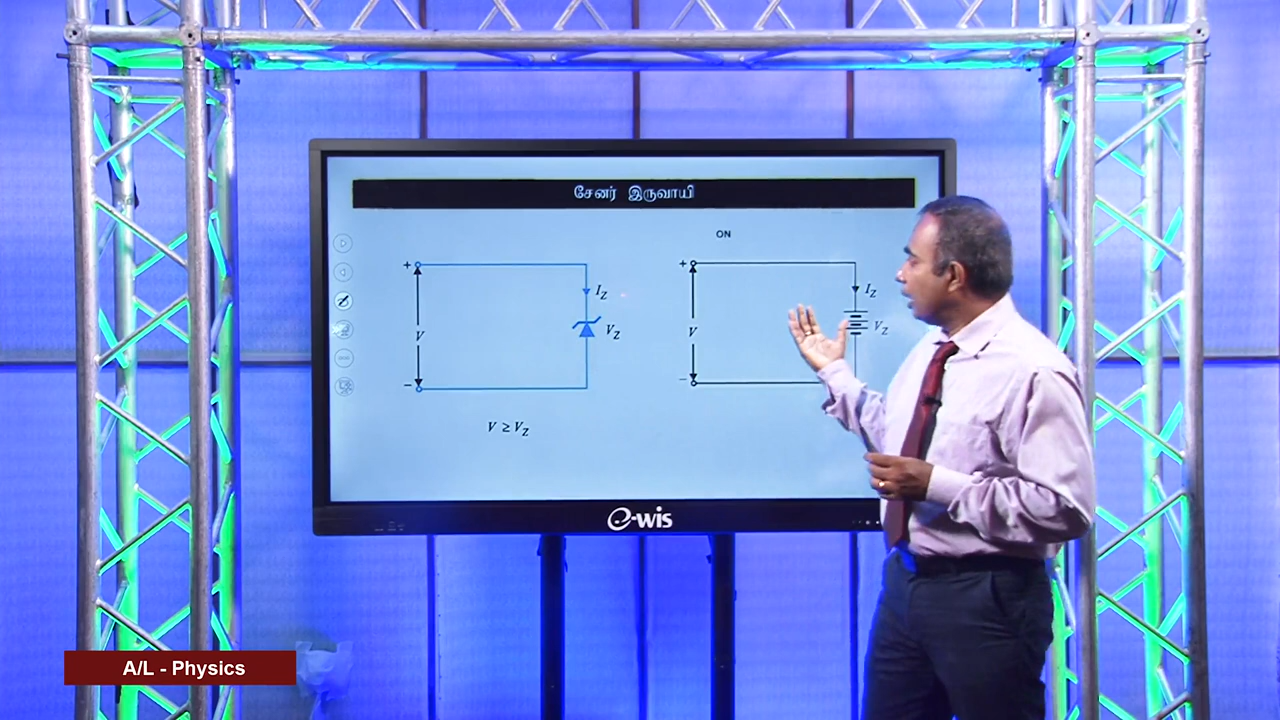 சேனர் இருவாயி
ON
+
I_Z
V
V_Z
−
V ≥ V_Z
+
I_Z
V
V_Z
−
e-wis
A/L - Physics